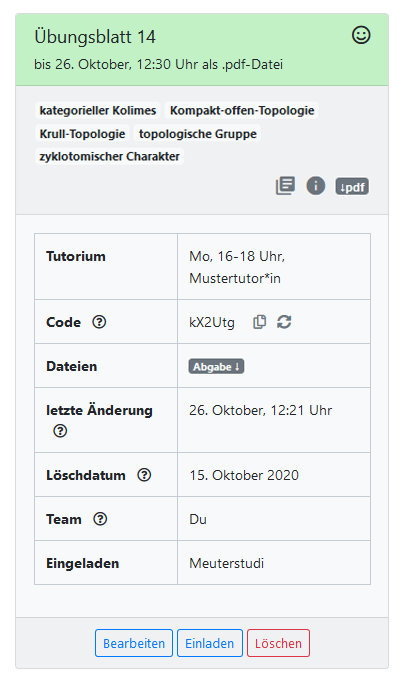 Übungsblatt 14
bis 26. Oktober, 12:30 Uhr als .pdf-Datei
kategorieller Kolimes Kompakt-offen-Topologie
Krull-Topologie topologische Gruppe
zyklotomischer Charakter
↓pdf
Tutorium Mo, 16-18 Uhr,
Mustertutor*in
Code kX2Utg
Dateien Abgabe ↓
letzte Änderung 26. Oktober, 12:21 Uhr
Löschdatum 15. Oktober 2020
Team Du
Eingeladen Meuterstudi
Bearbeiten Einladen Löschen